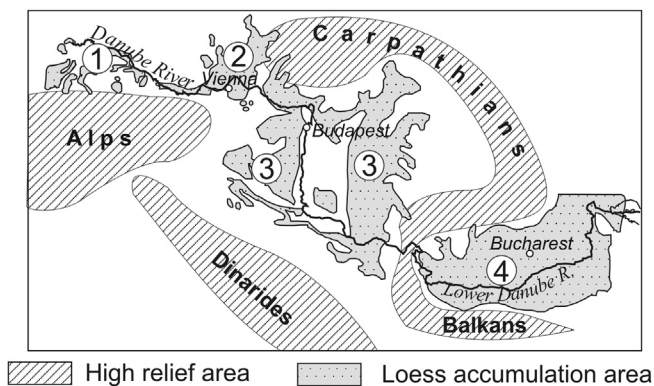 Carpathians
Danube River
1
2
Vienna
Alps
Budapest
3
3
Bucharest
4
Lower Danube R.
Dinarides
Balkans
High relief area
Loess accumulation area